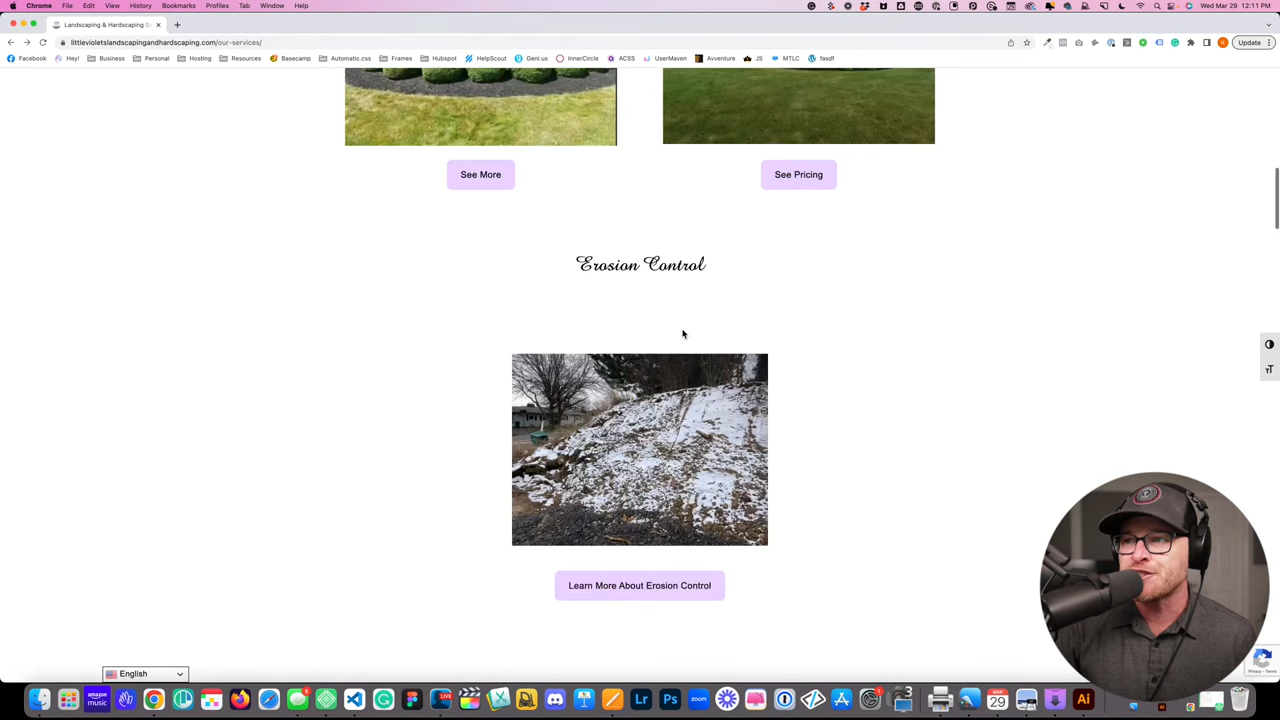 Chrome File Edit View History Bookmarks Profiles Tab Window Help
Wed Mar 29 12:11 PM
Landscaping & Hardscaping S
littlevioletslandscapingandhardscaping.com/our-services/
Update
Facebook Hey! Business Personal Hosting Resources Basecamp Automatic.css Frames Hubspot HelpScout Geni.us InnerCircle ACSS UserMaven Avventure JS MTLC fasdf
See More
See Pricing
Erosion Control
Learn More About Erosion Control
English
Privacy - Terms